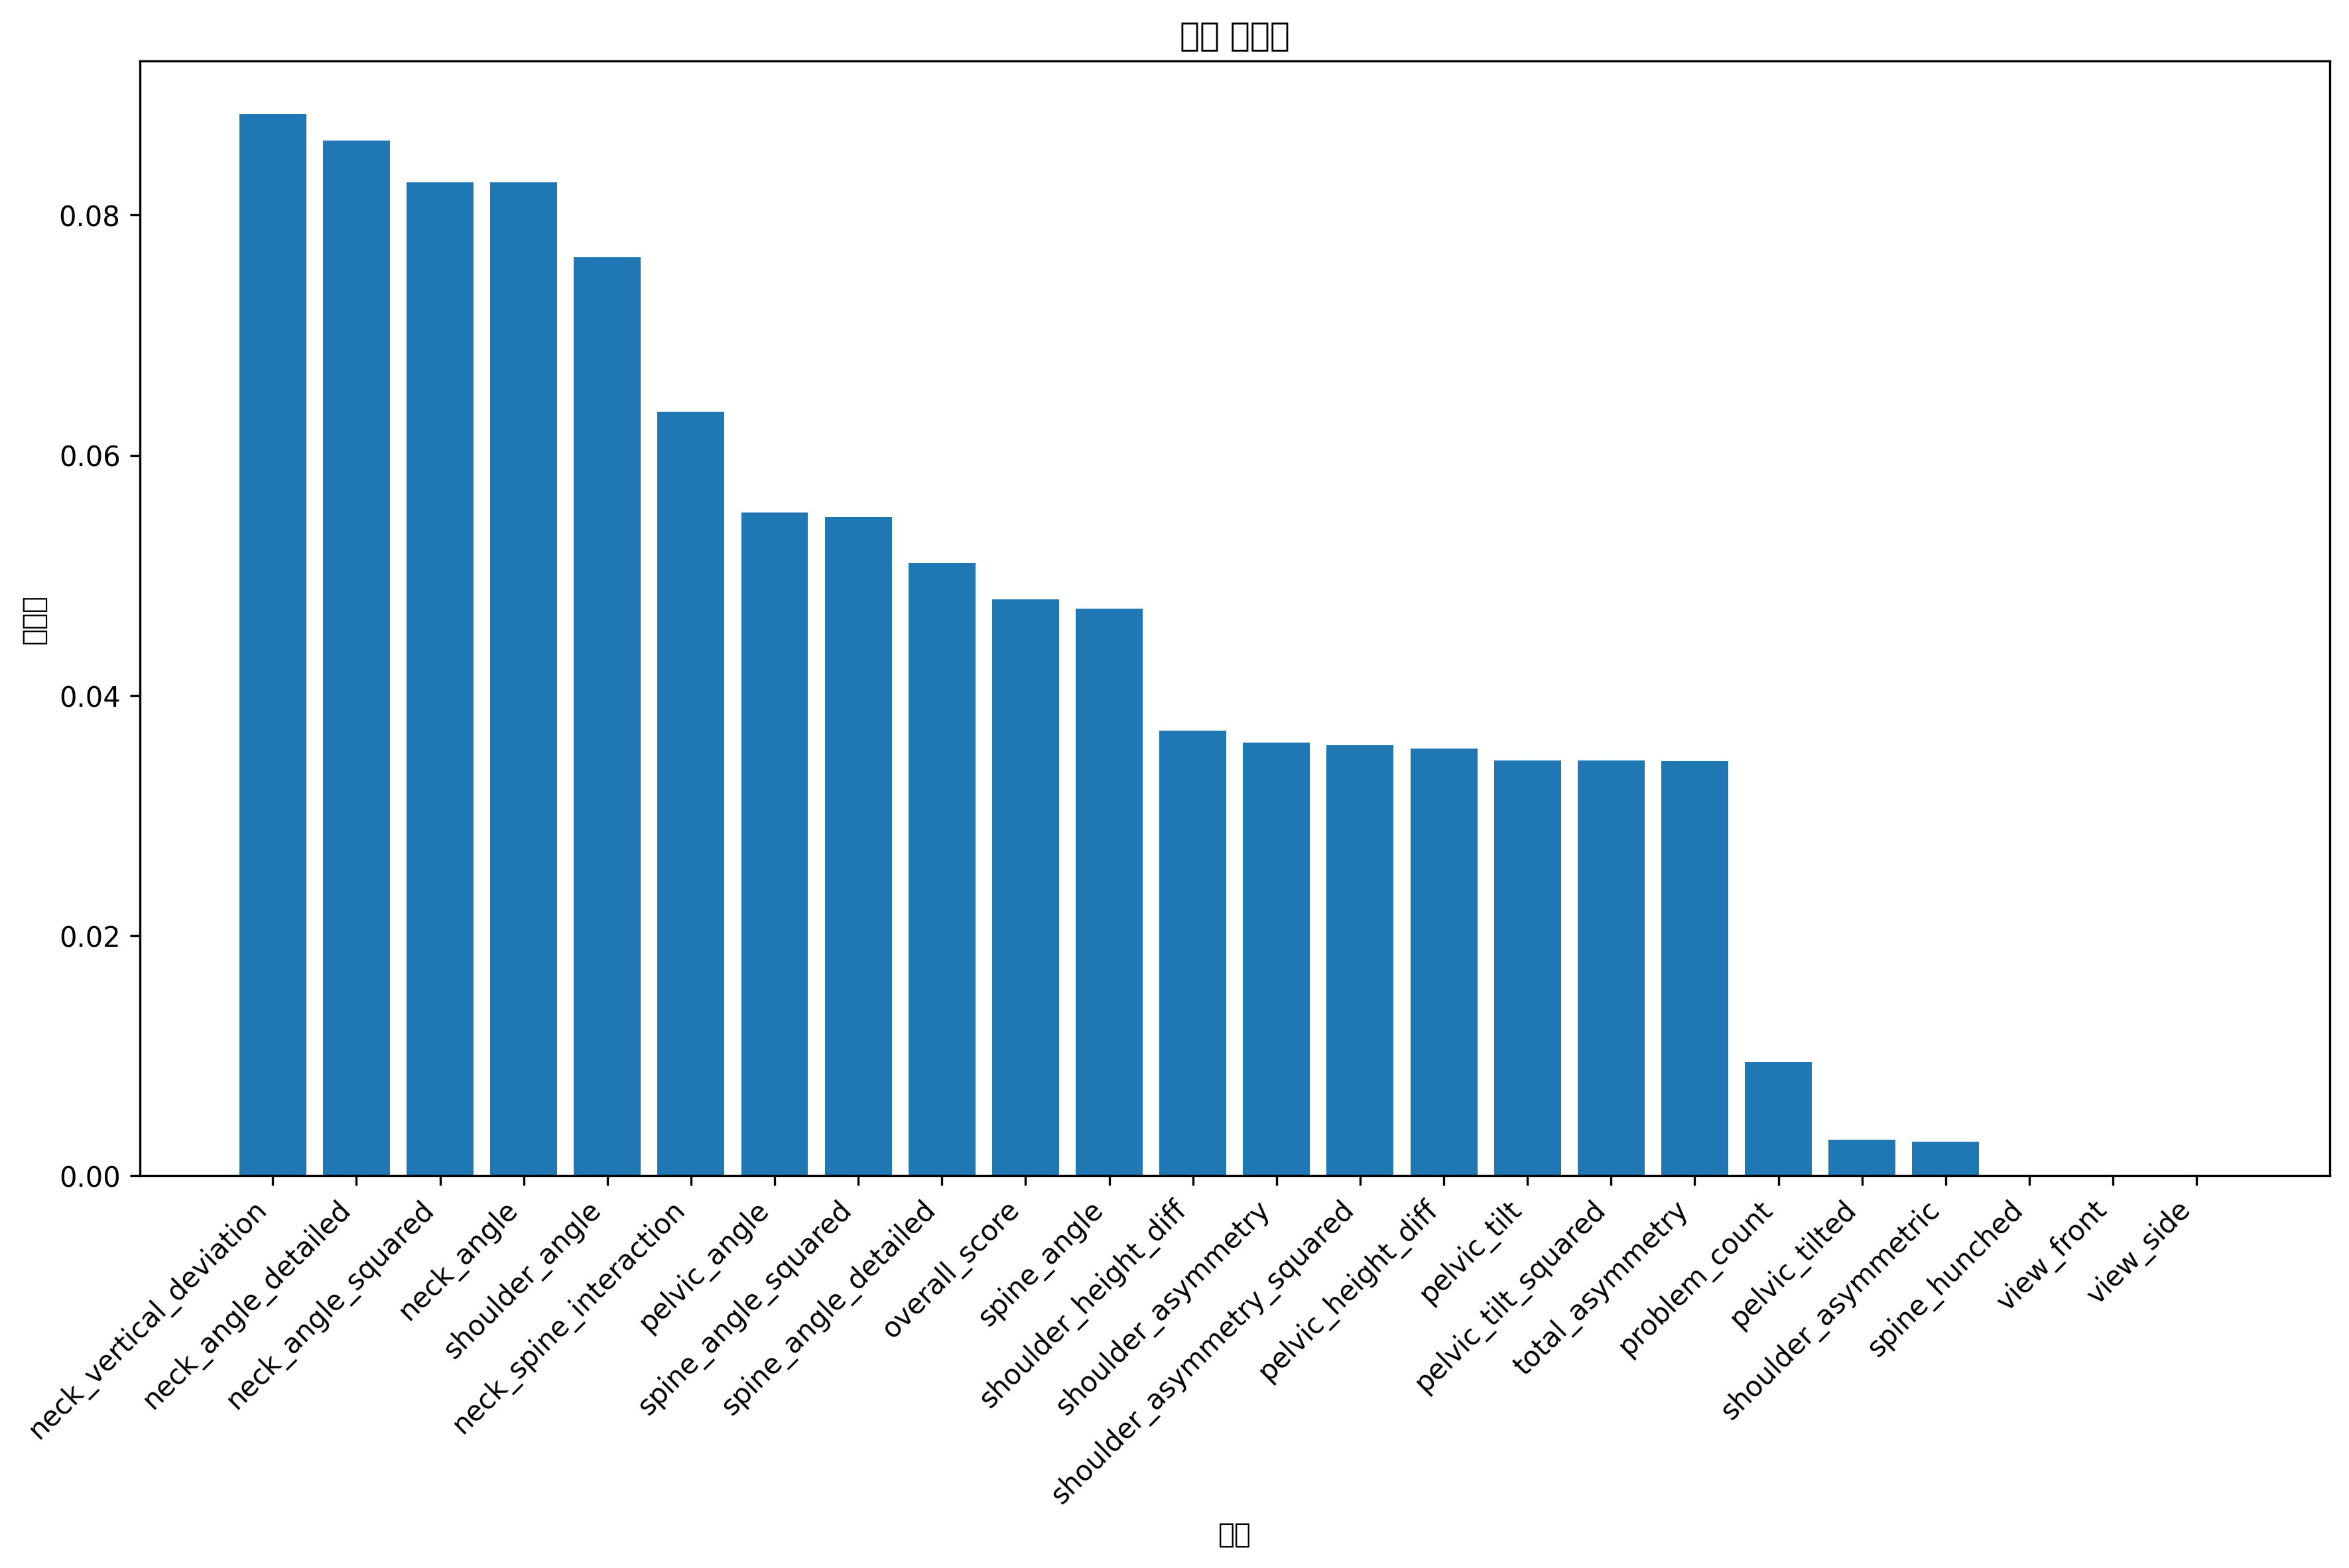 0.08
0.06
0.04
0.02
0.00
neck_vertical_deviation
neck_angle_detailed
neck_angle_squared
neck_angle
shoulder_angle
neck_spine_interaction
pelvic_angle
spine_angle_squared
spine_angle_detailed
overall_score
spine_angle
shoulder_height_diff
shoulder_asymmetry
shoulder_asymmetry_squared
pelvic_height_diff
pelvic_tilt
pelvic_tilt_squared
total_asymmetry
problem_count
pelvic_tilted
shoulder_asymmetric
spine_hunched
view_front
view_side